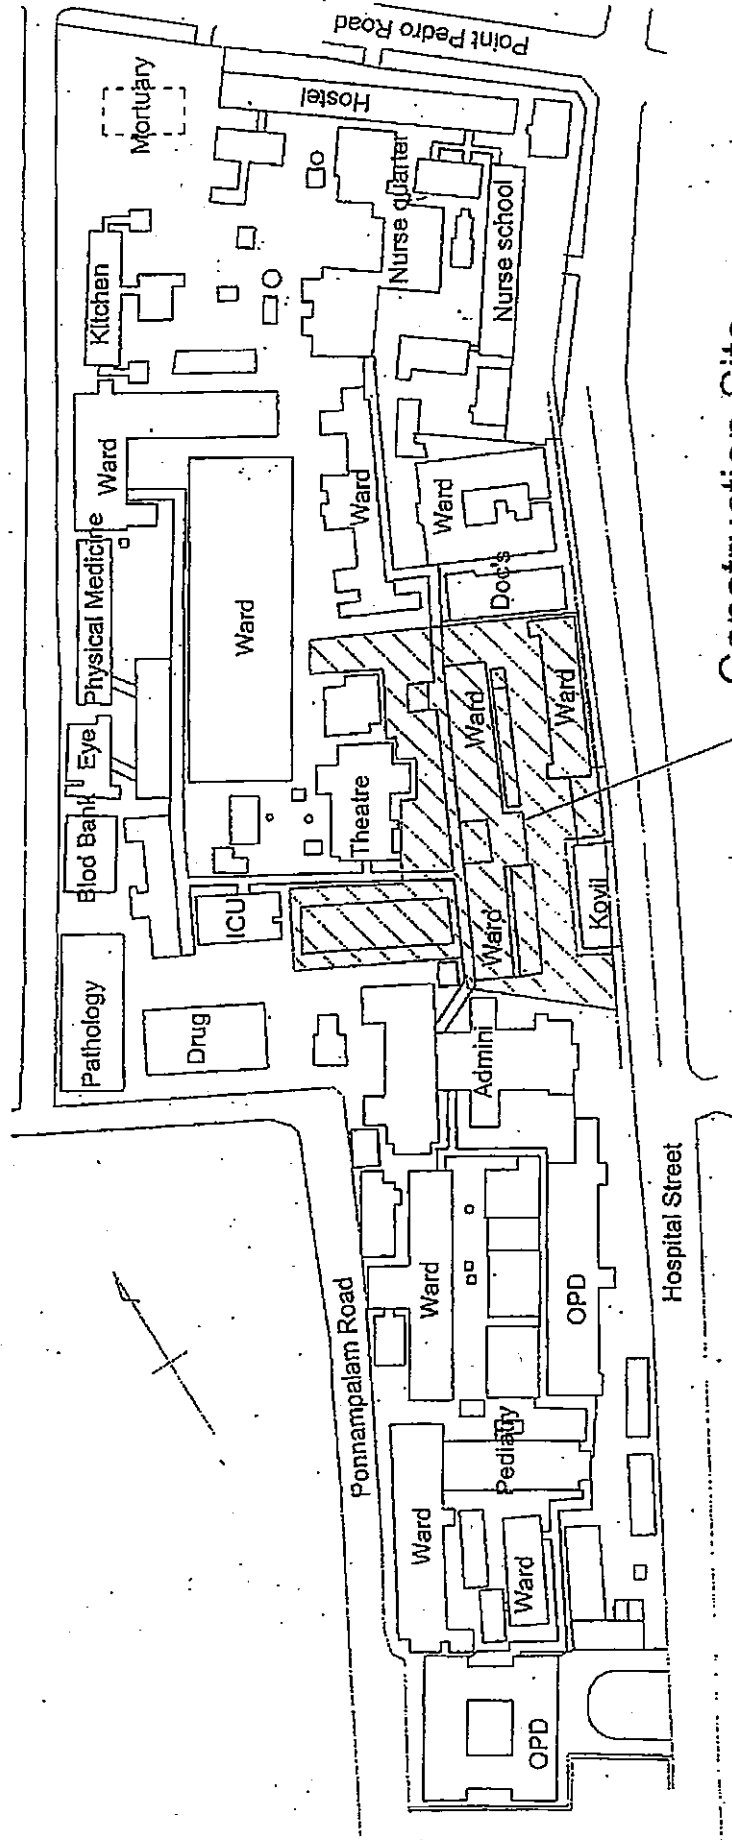 Point Pedro Road
Mortuary
Hostel
Kitchen
Nurse quarter
Nurse school
Ward
Physical Medicine
Eye
Blod Bank
Pathology
Ward
Ward
Ward
Doc's
Theatre
ICU
Drug
Ward
Ward
Ward
Kovil
Admini
Ponnampalam Road
Ward
OPD
Ward
Pediatry
Ward
OPD
Hospital Street
Construction Site